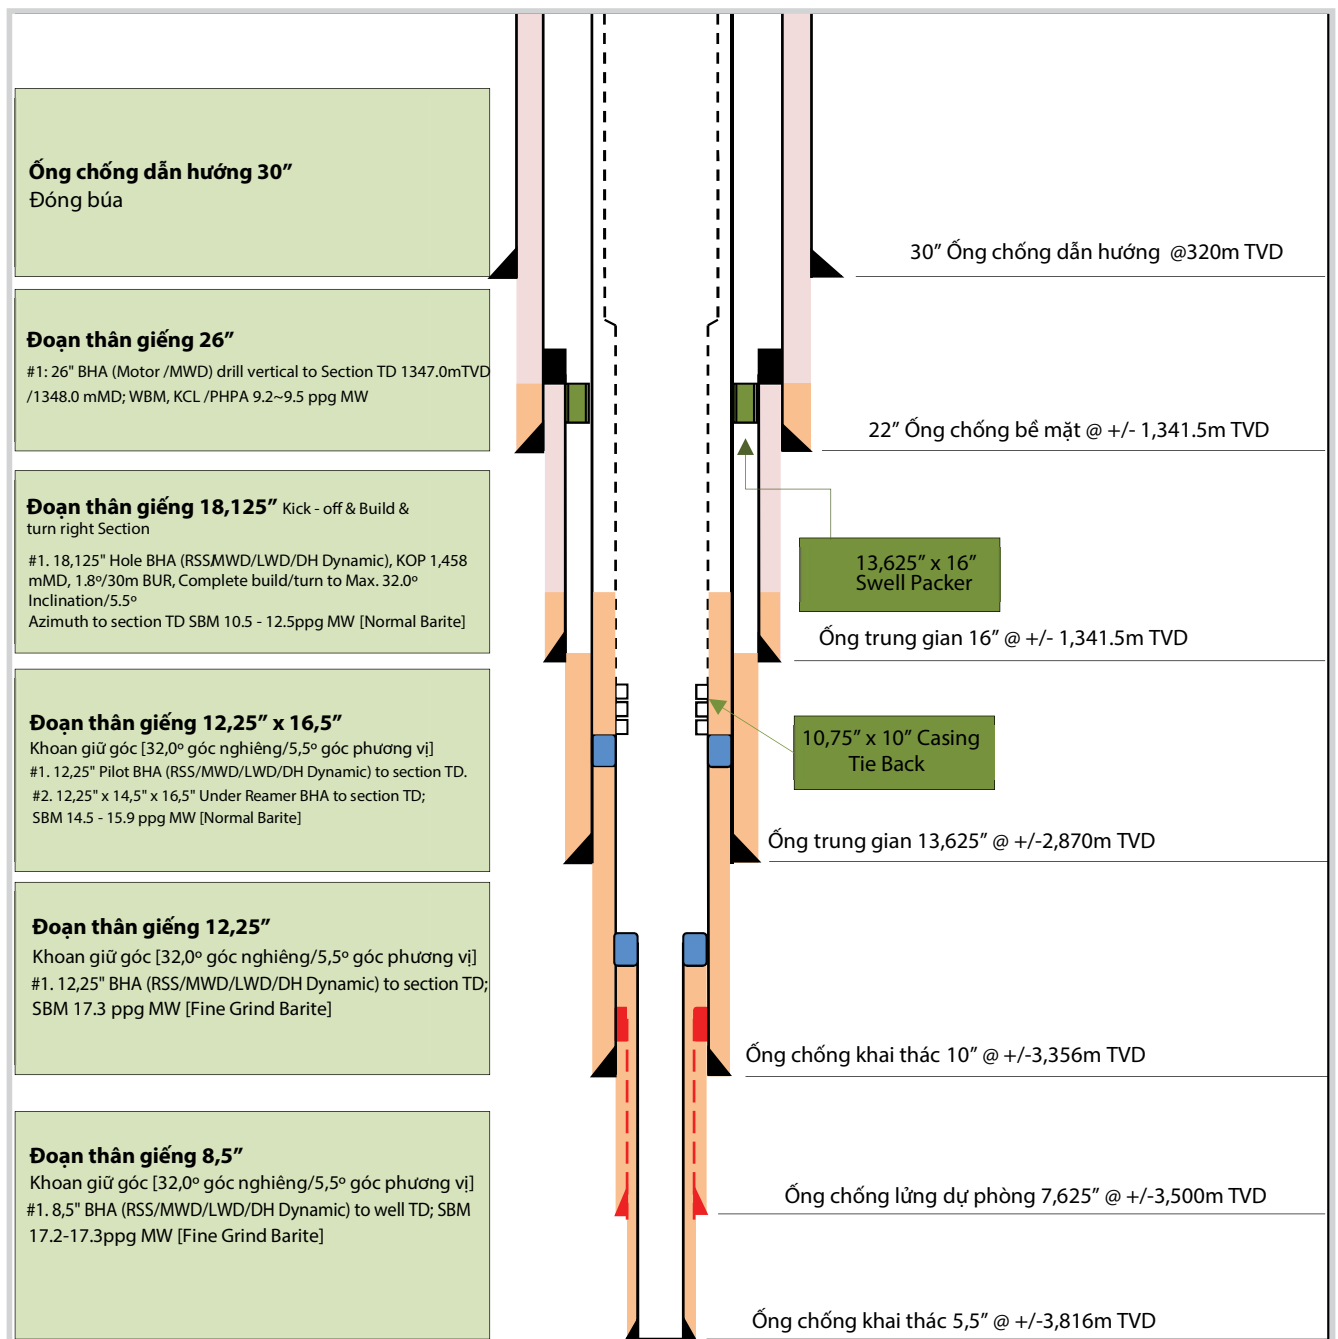 Ống chống dẫn hướng 30”
Đóng búa
30” Ống chống dẫn hướng @320m TVD
Đoạn thân giếng 26”
#1: 26" BHA (Motor /MWD) drill vertical to Section TD 1347.0mTVD
/1348.0 mMD; WBM, KCL /PHPA 9.2~9.5 ppg MW
22” Ống chống bề mặt @ +/- 1,341.5m TVD
Đoạn thân giếng 18,125” Kick - off & Build &
turn right Section
#1. 18,125" Hole BHA (RSS/MWD/LWD/DH Dynamic), KOP 1,458
mMD, 1.8º/30m BUR, Complete build/turn to Max. 32.0º
Inclination/5.5º
Azimuth to section TD SBM 10.5 - 12.5ppg MW [Normal Barite]
13,625” x 16”
Swell Packer
Ống trung gian 16” @ +/- 1,341.5m TVD
Đoạn thân giếng 12,25” x 16,5”
Khoan giữ góc [32,0º góc nghiêng/5,5º góc phương vị]
#1. 12,25" Pilot BHA (RSS/MWD/LWD/DH Dynamic) to section TD.
#2. 12,25" x 14,5" x 16,5" Under Reamer BHA to section TD;
SBM 14.5 - 15.9 ppg MW [Normal Barite]
10,75” x 10” Casing
Tie Back
Ống trung gian 13,625” @ +/-2,870m TVD
Đoạn thân giếng 12,25”
Khoan giữ góc [32,0º góc nghiêng/5,5º góc phương vị]
#1. 12,25" BHA (RSS/MWD/LWD/DH Dynamic) to section TD;
SBM 17.3 ppg MW [Fine Grind Barite]
Ống chống khai thác 10” @ +/-3,356m TVD
Đoạn thân giếng 8,5”
Khoan giữ góc [32,0º góc nghiêng/5,5º góc phương vị]
#1. 8,5" BHA (RSS/MWD/LWD/DH Dynamic) to well TD; SBM
17.2-17.3ppg MW [Fine Grind Barite]
Ống chống lửng dự phòng 7,625” @ +/-3,500m TVD
Ống chống khai thác 5,5” @ +/-3,816m TVD